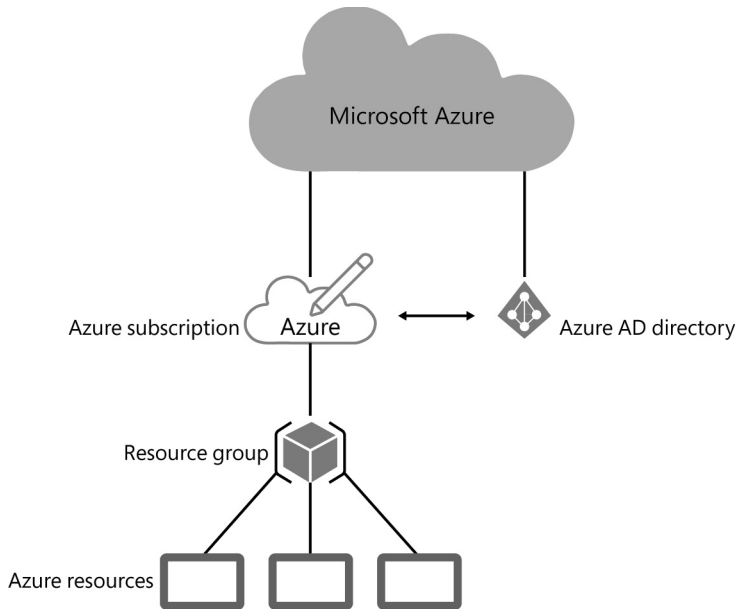 Microsoft Azure
Azure subscription
Azure
Azure AD directory
Resource group
Azure resources